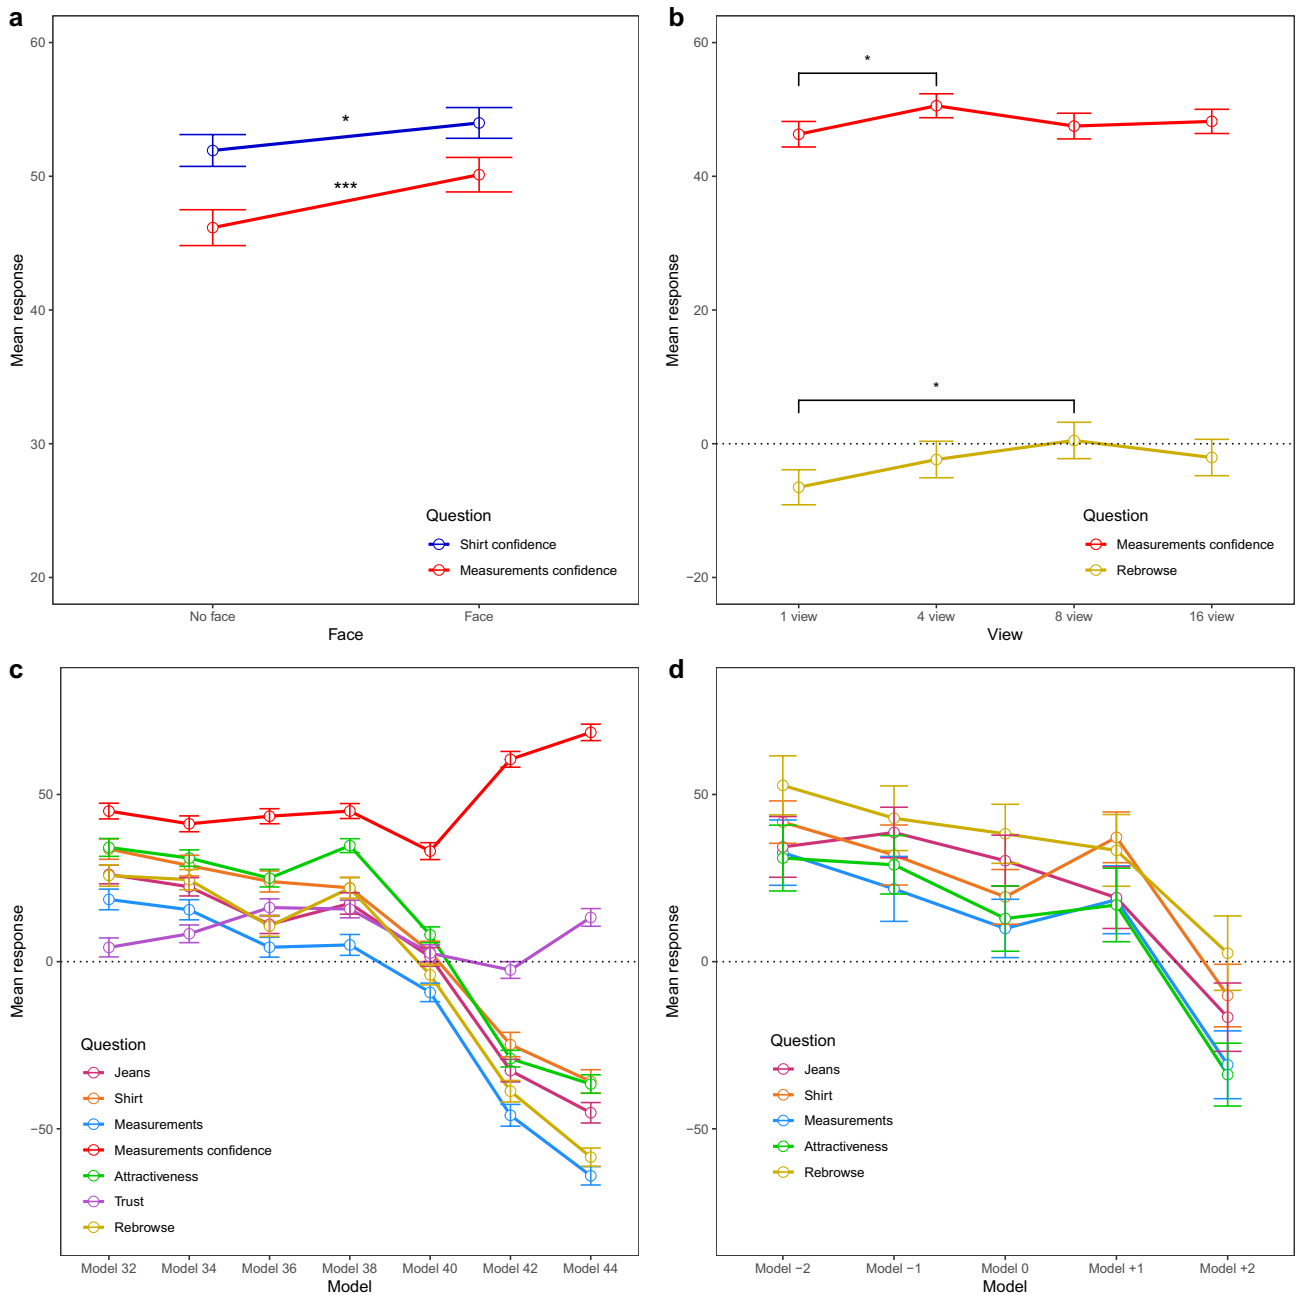 a
60
50
40
30
20
Mean response
*
***
Question
Shirt confidence
Measurements confidence
No face
Face
Face
b
60
40
20
0
−20
Mean response
*
*
Question
Measurements confidence
Rebrowse
1 view
4 view
8 view
16 view
View
c
50
0
−50
Mean response
Question
Jeans
Shirt
Measurements
Measurements confidence
Attractiveness
Trust
Rebrowse
Model 32
Model 34
Model 36
Model 38
Model 40
Model 42
Model 44
Model
d
50
0
−50
Mean response
Question
Jeans
Shirt
Measurements
Attractiveness
Rebrowse
Model −2
Model −1
Model 0
Model +1
Model +2
Model